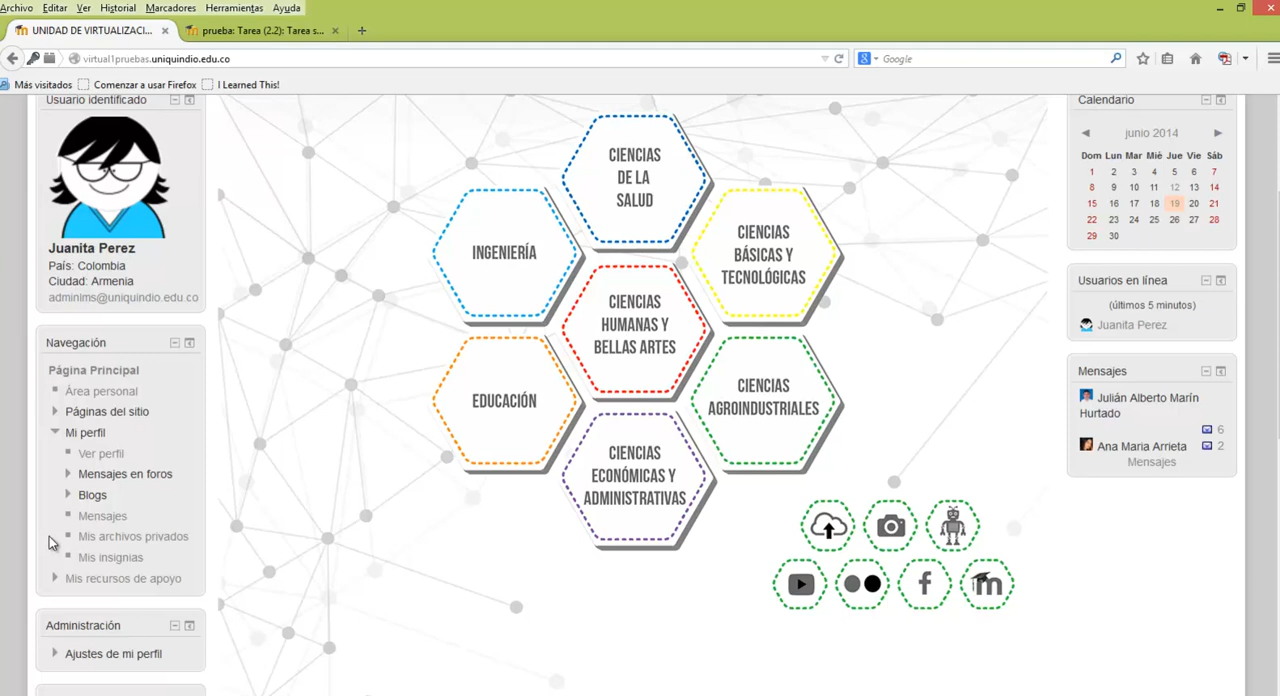 Archivo Editar Ver Historial Marcadores Herramientas Ayuda
UNIDAD DE VIRTUALIZACI...
prueba: Tarea (2.2): Tarea s...
virtual1pruebas.uniquindio.edu.co
Google
Más visitados
Comenzar a usar Firefox
I Learned This!
Usuario identificado
Juanita Perez
País: Colombia
Ciudad: Armenia
adminims@uniquindio.edu.co
Navegación
Página Principal
Área personal
Páginas del sitio
Mi perfil
Ver perfil
Mensajes en foros
Blogs
Mensajes
Mis archivos privados
Mis insignias
Mis recursos de apoyo
Administración
Ajustes de mi perfil
CIENCIAS
DE LA
SALUD
INGENIERÍA
CIENCIAS
BÁSICAS Y
TECNOLÓGICAS
CIENCIAS
HUMANAS Y
BELLAS ARTES
EDUCACIÓN
CIENCIAS
AGROINDUSTRIALES
CIENCIAS
ECONÓMICAS Y
ADMINISTRATIVAS
Calendario
junio 2014
Dom Lun Mar Mié Jue Vie Sáb
1 2 3 4 5 6 7
8 9 10 11 12 13 14
15 16 17 18 19 20 21
22 23 24 25 26 27 28
29 30
Usuarios en línea
(últimos 5 minutos)
Juanita Perez
Mensajes
Julián Alberto Marín
Hurtado
6
Ana Maria Arrieta 2
Mensajes